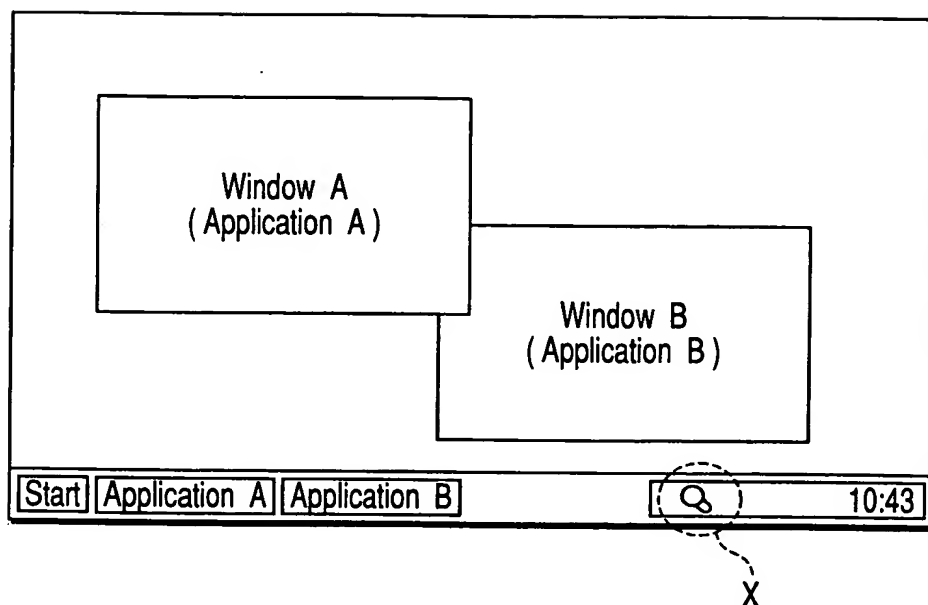 Window A
( Application A )
Window B
( Application B )
Start Application A Application B 10:43
X